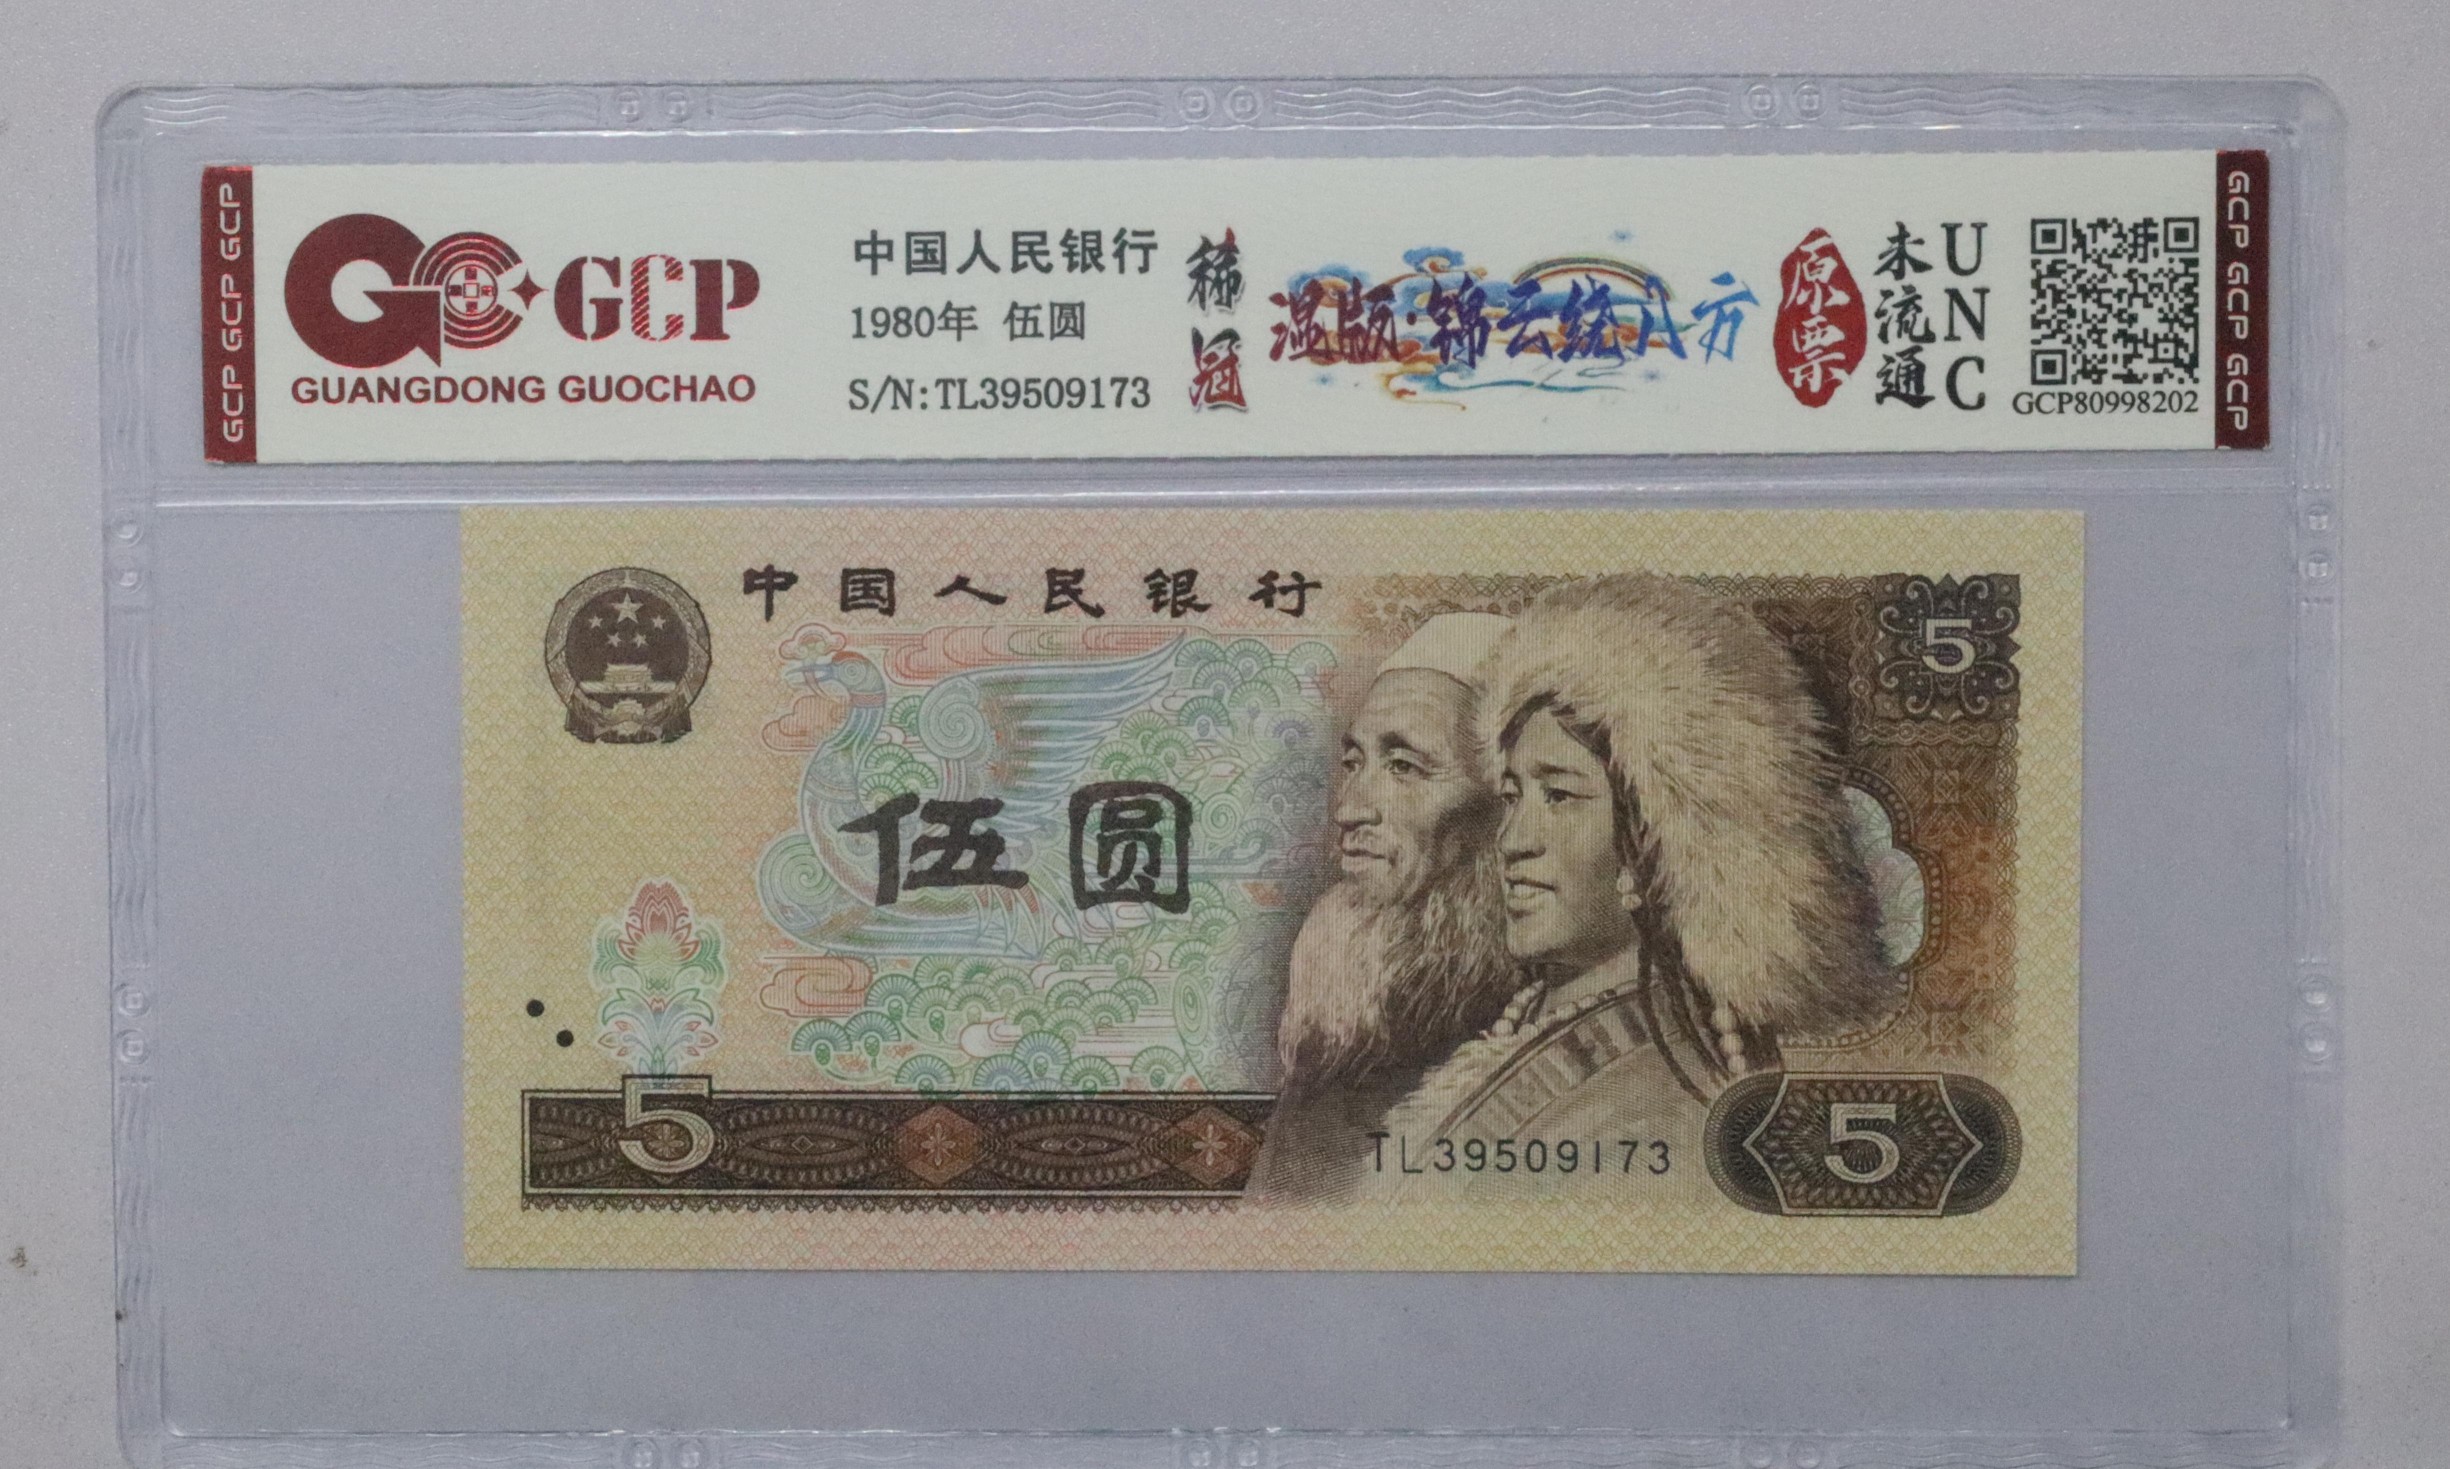 GCP GCP GCP
GCP
GUANGDONG GUOCHAO
中国人民银行
1980年 伍圆
S/N:TL39509173
稀冠
湿版·锦云绕八方
原票
未流通
UNC
GCP80998202
GCP GCP GCP
中国人民银行
5
伍圆
5
TL39509173
5